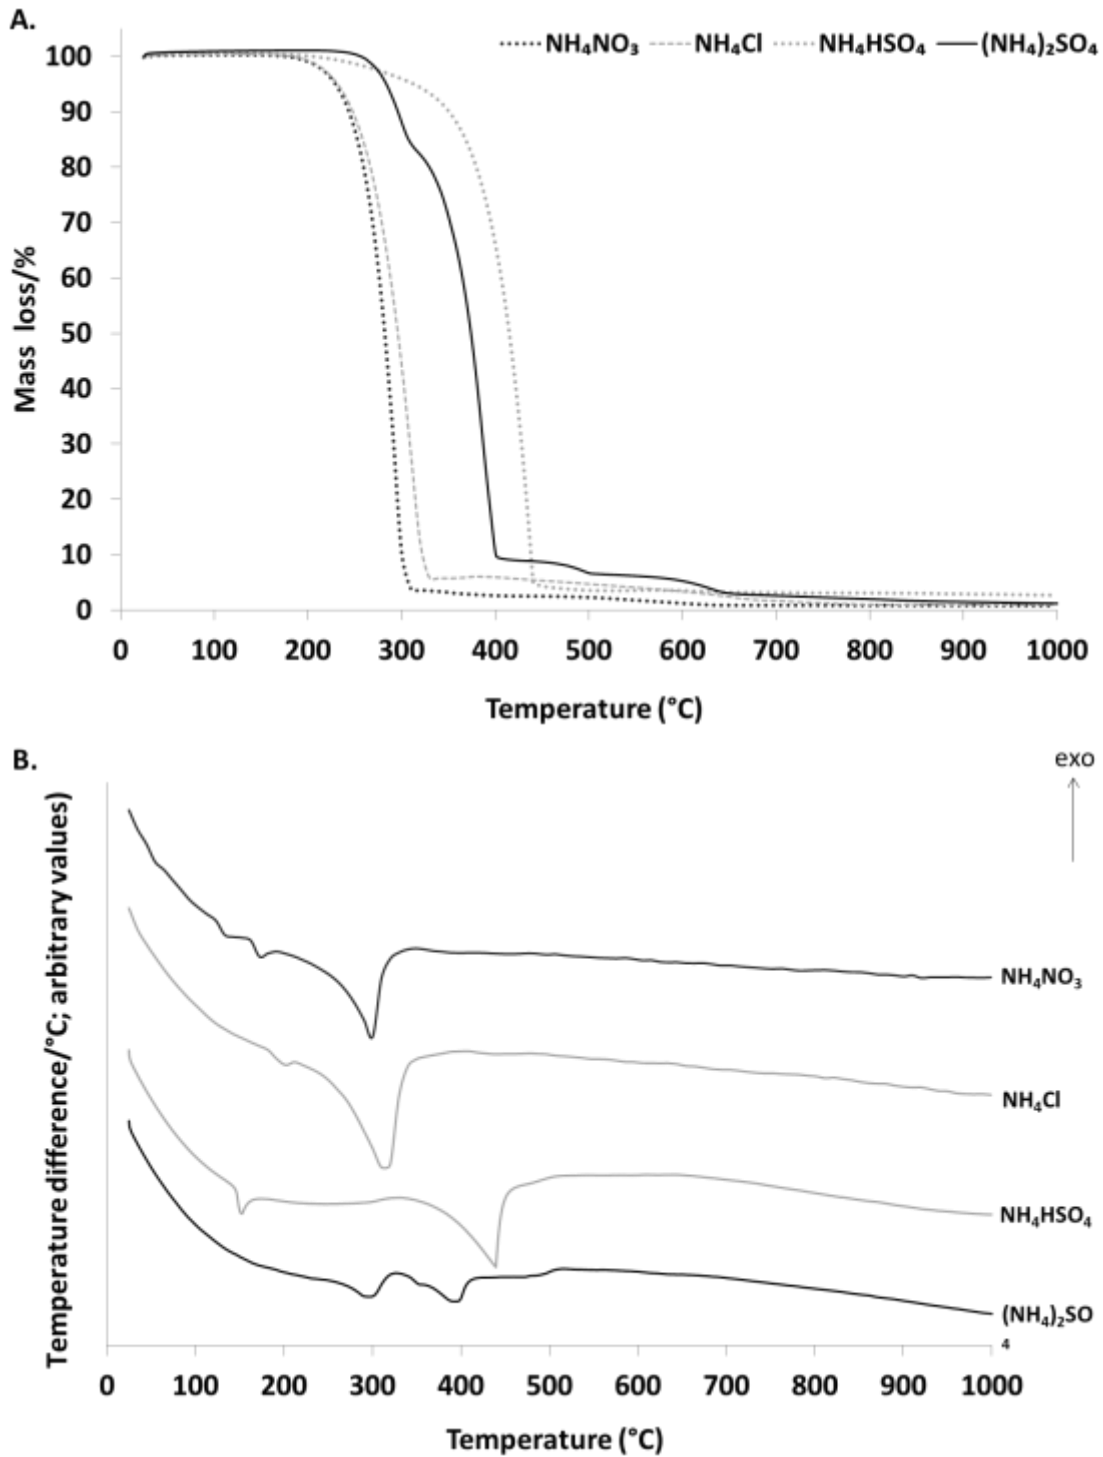 A.
NH₄NO₃ NH₄Cl NH₄HSO₄ (NH₄)₂SO₄
100
90
80
70
60
50
40
30
20
10
0
Mass loss/%
0 100 200 300 400 500 600 700 800 900 1000
Temperature (°C)
B.
exo
Temperature difference/°C; arbitrary values)
NH₄NO₃
NH₄Cl
NH₄HSO₄
(NH₄)₂SO
4
0 100 200 300 400 500 600 700 800 900 1000
Temperature (°C)